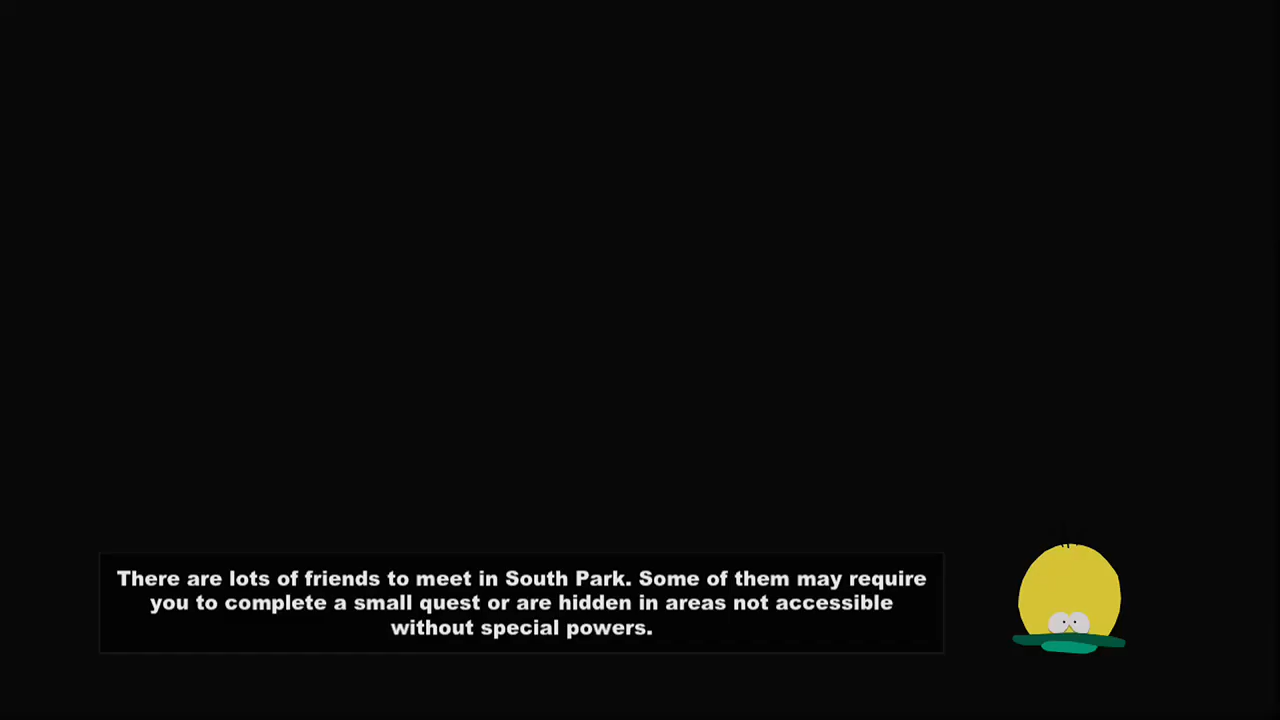 There are lots of friends to meet in South Park. Some of them may require
you to complete a small quest or are hidden in areas not accessible
without special powers.